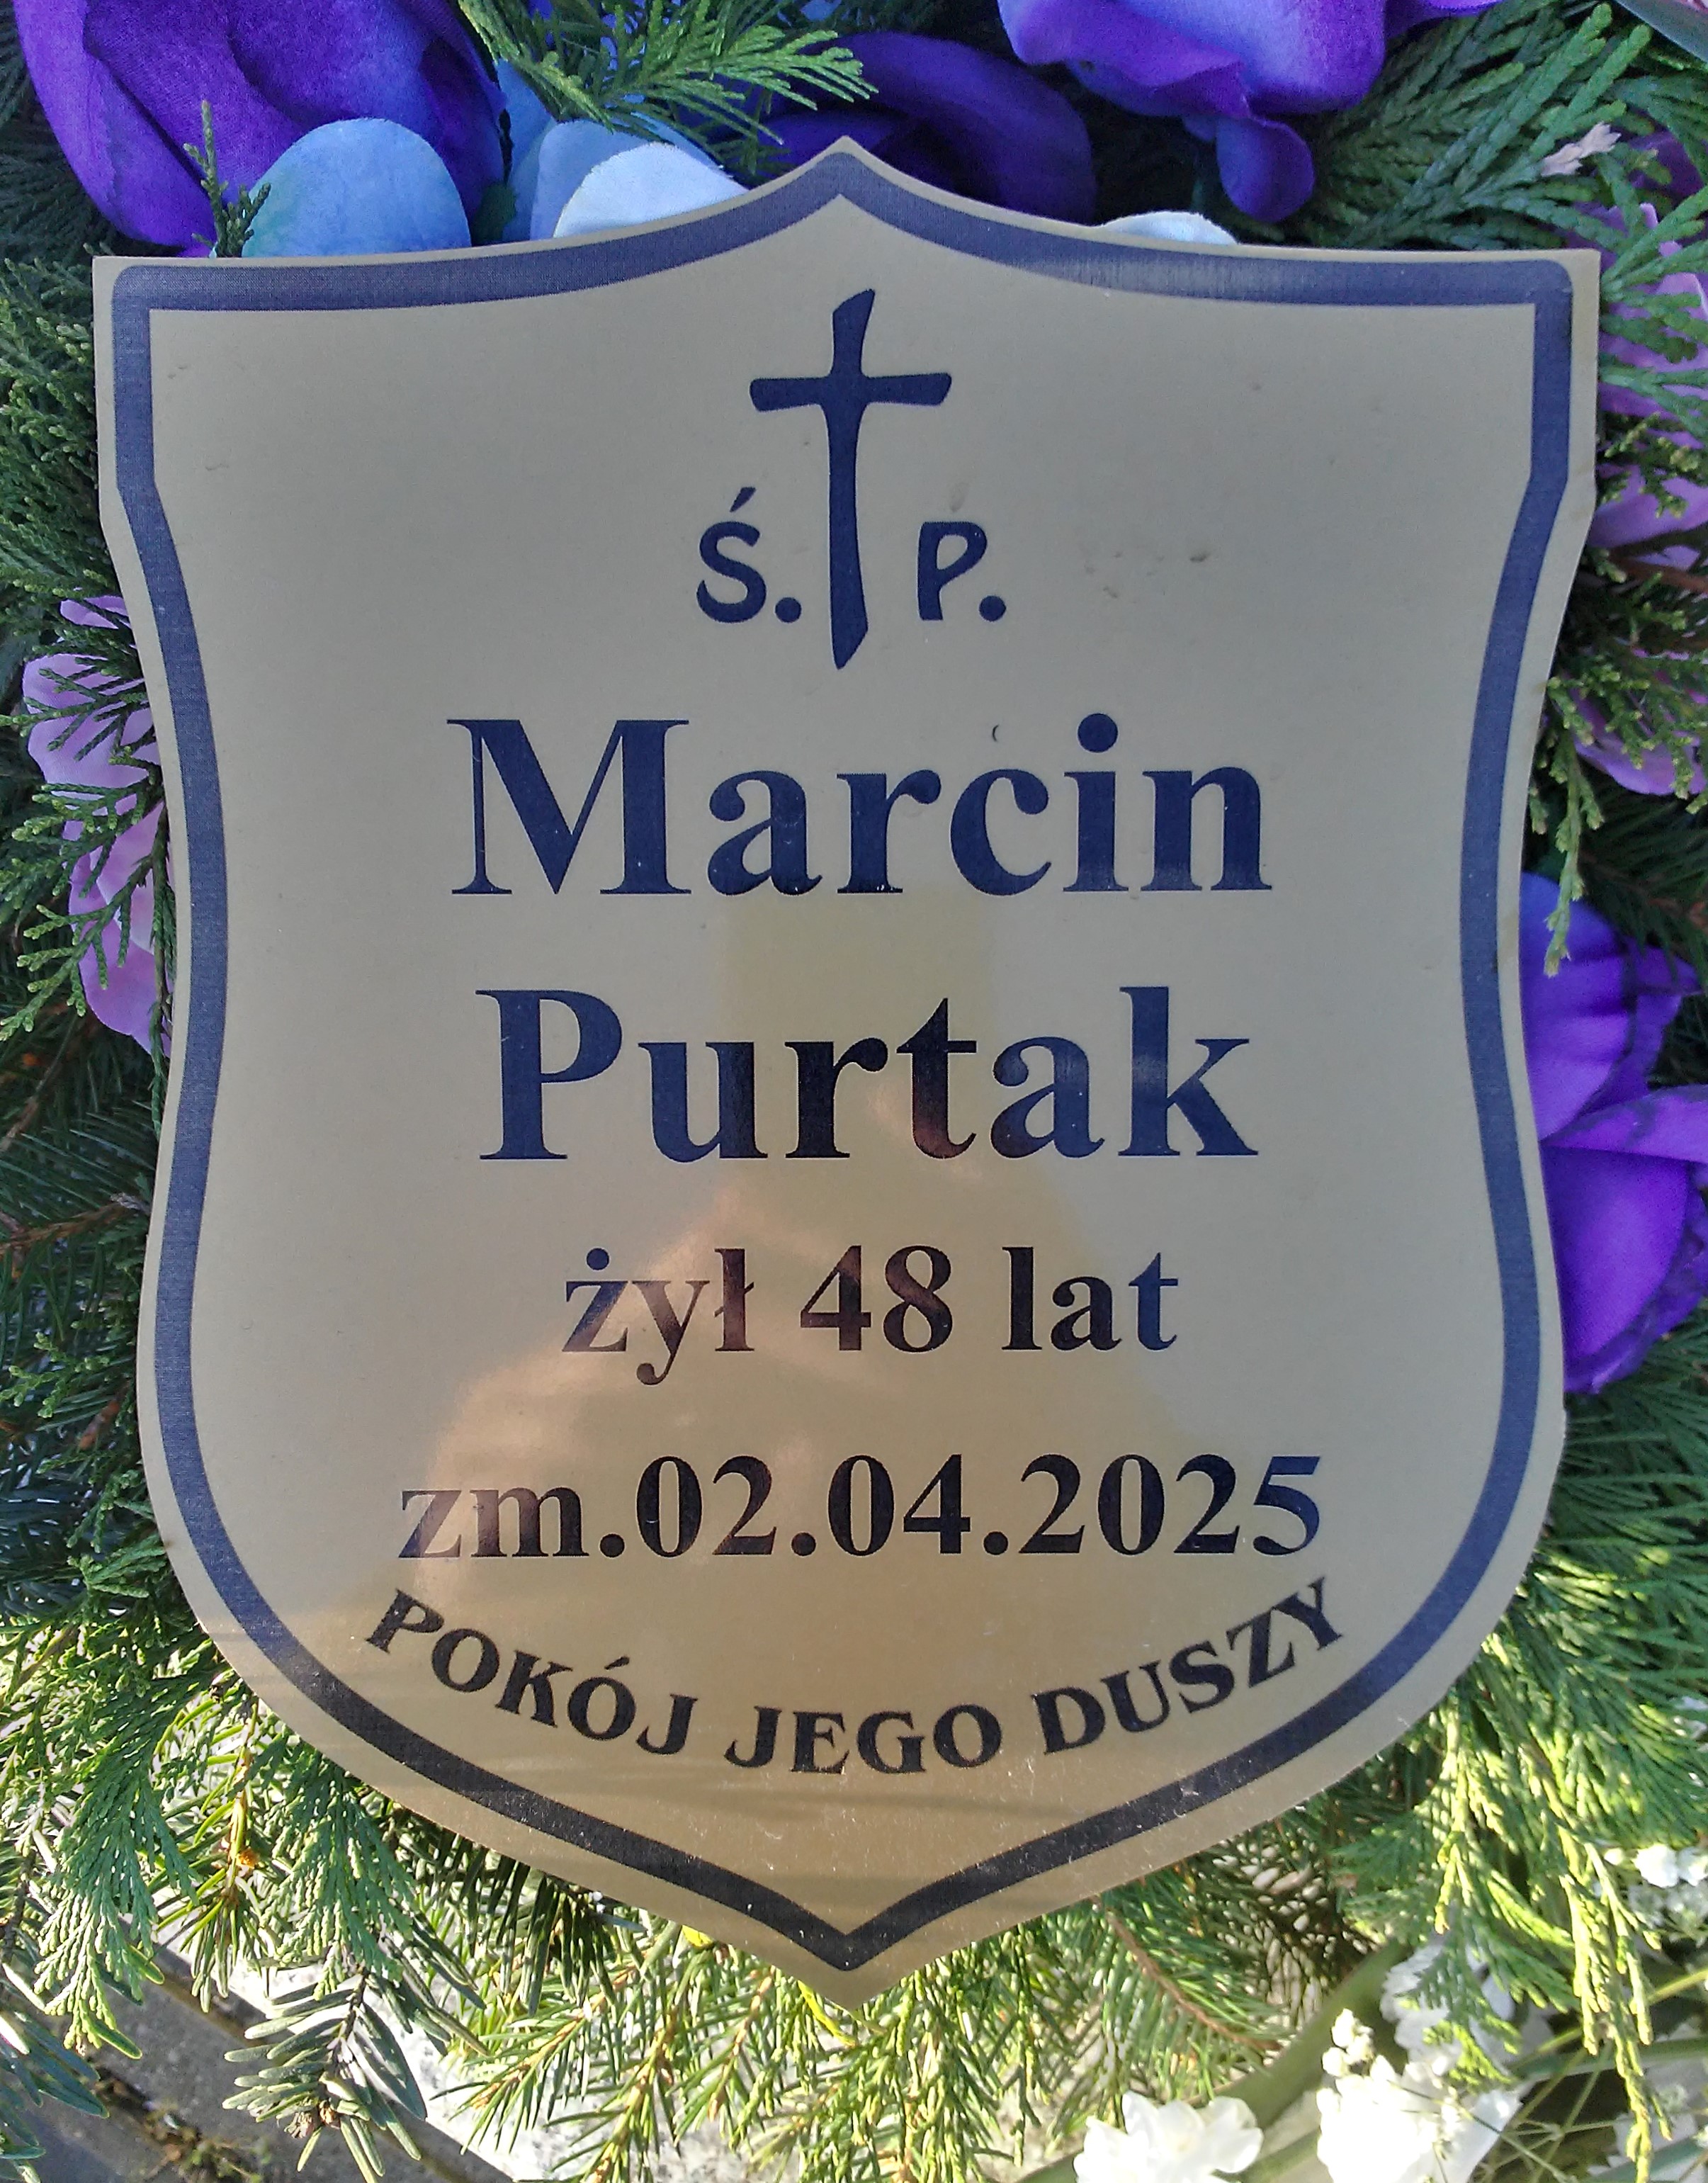 Ś. P.
Marcin
Purtak
żył 48 lat
zm.02.04.2025
POKÓJ JEGO DUSZY